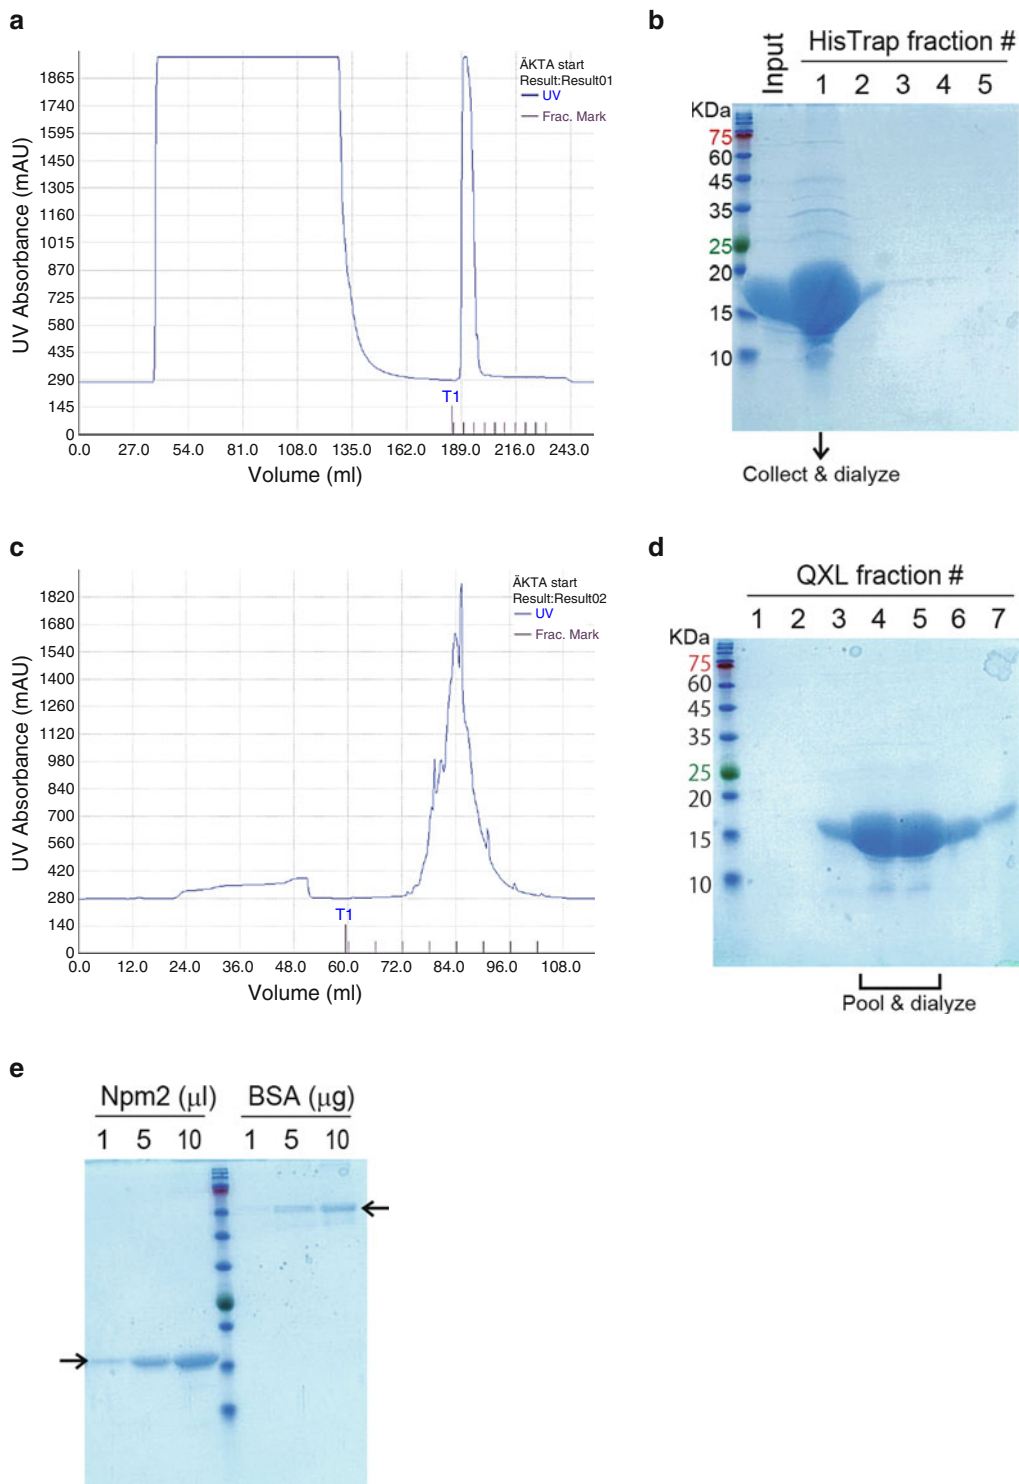 a
ÄKTA start
Result:Result01
UV
Frac. Mark
UV Absorbance (mAU)
1865
1740
1595
1450
1305
1160
1015
870
725
580
435
290
145
0
T1
0.0 27.0 54.0 81.0 108.0 135.0 162.0 189.0 216.0 243.0
Volume (ml)
b
Input
HisTrap fraction #
1 2 3 4 5
KDa
75
60
45
35
25
20
15
10
Collect & dialyze
c
ÄKTA start
Result:Result02
UV
Frac. Mark
UV Absorbance (mAU)
1820
1680
1540
1400
1260
1120
980
840
700
560
420
280
140
0
T1
0.0 12.0 24.0 36.0 48.0 60.0 72.0 84.0 96.0 108.0
Volume (ml)
d
QXL fraction #
1 2 3 4 5 6 7
KDa
75
60
45
35
25
20
15
10
Pool & dialyze
e
Npm2 (µl) BSA (µg)
1 5 10 1 5 10